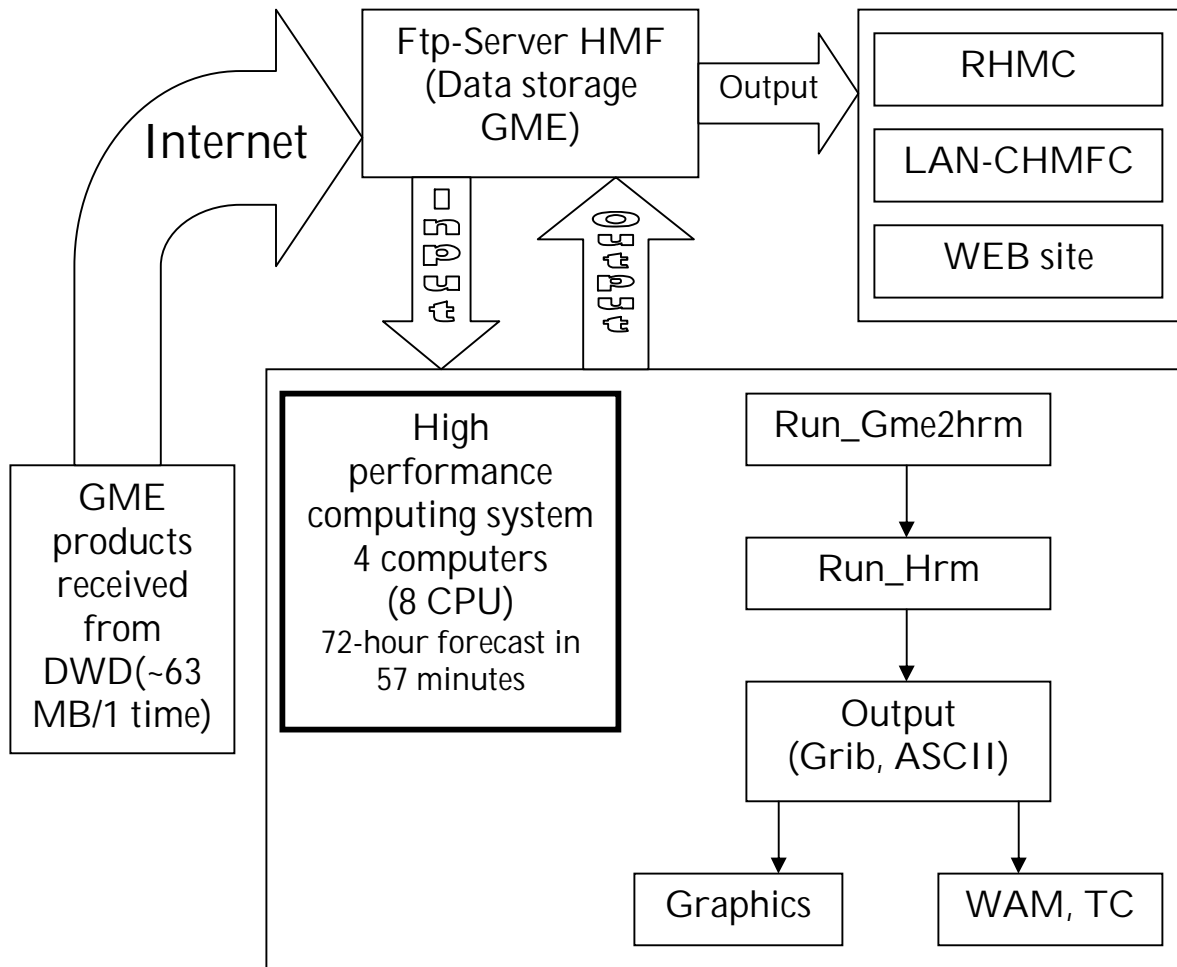 Ftp-Server HMF
(Data storage
GME)
Internet
Output
RHMC
LAN-CHMFC
WEB site
Input
Output
GME
products
received
from
DWD(~63
MB/1 time)
High
performance
computing system
4 computers
(8 CPU)
72-hour forecast in
57 minutes
Run_Gme2hrm
Run_Hrm
Output
(Grib, ASCII)
Graphics
WAM, TC